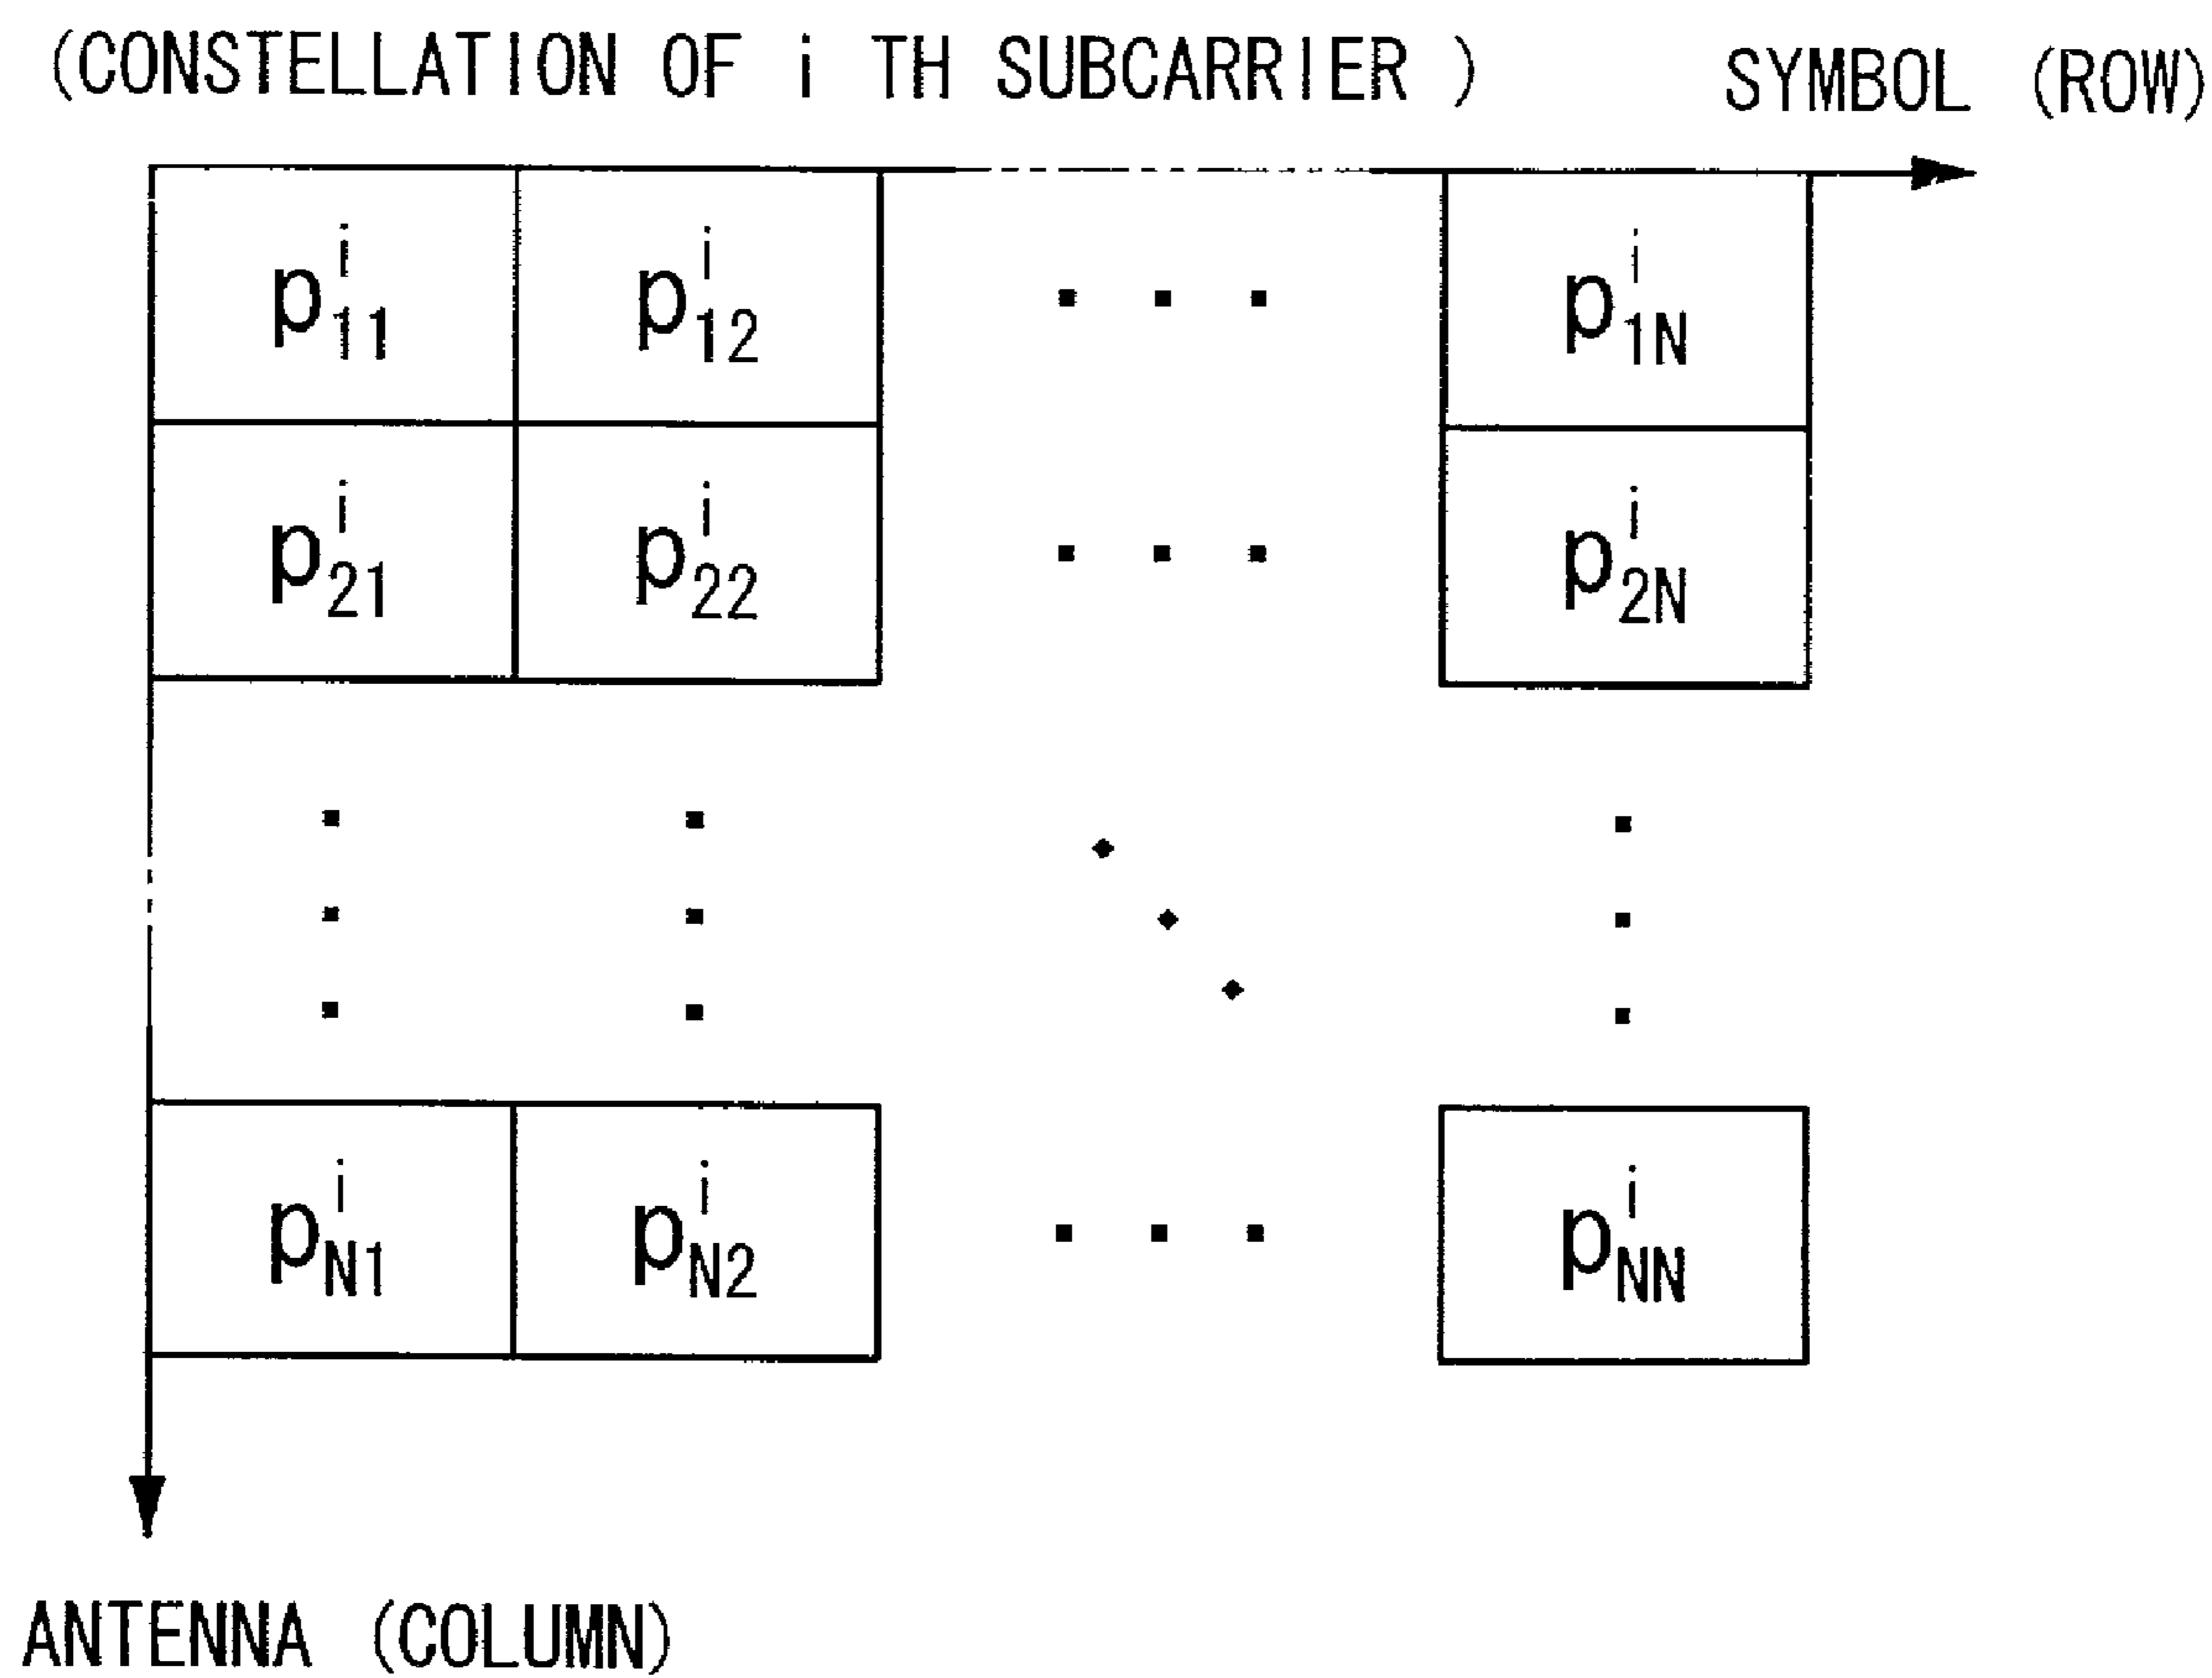 (CONSTELLATION OF i TH SUBCARRIER ) SYMBOL (ROW)
p^i_11 p^i_12 ... p^i_1N
p^i_21 p^i_22 ... p^i_2N
p^i_N1 p^i_N2 ... p^i_NN
ANTENNA (COLUMN)